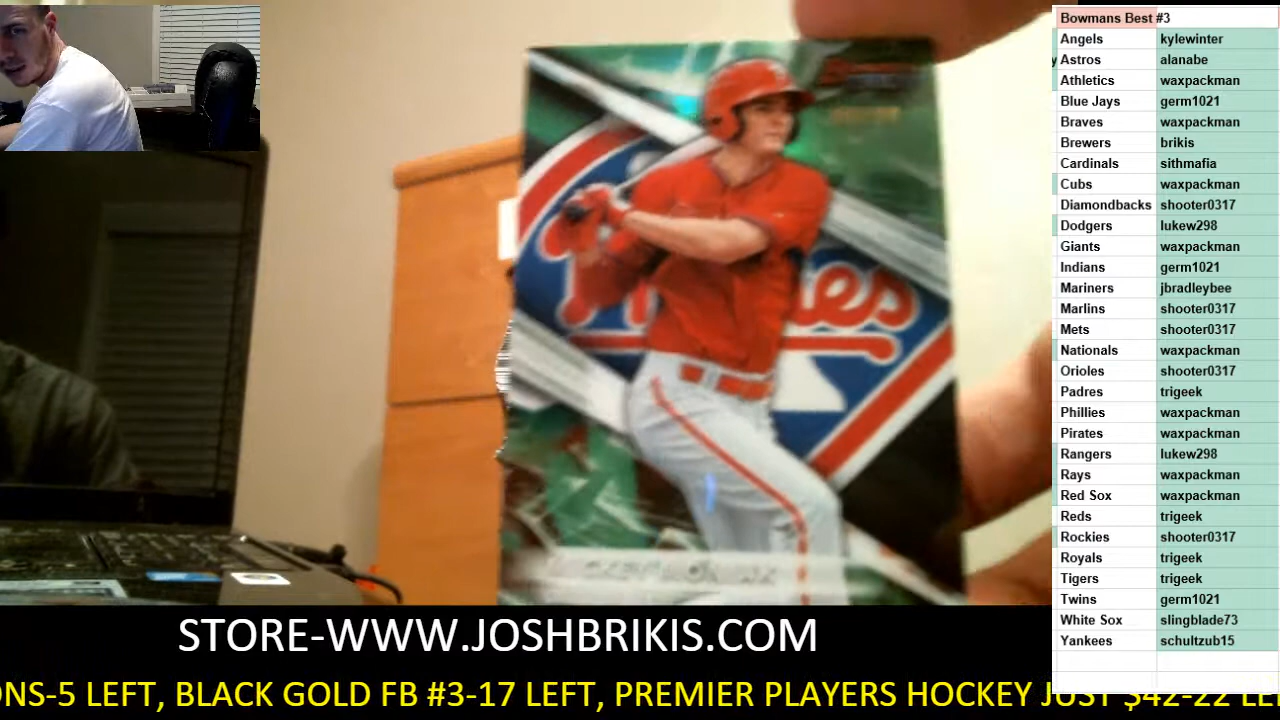 Bowmans Best #3
Angels kylewinter
Astros alanabe
Athletics waxpackman
Blue Jays germ1021
Braves waxpackman
Brewers brikis
Cardinals sithmafia
Cubs waxpackman
Diamondbacks shooter0317
Dodgers lukew298
Giants waxpackman
Indians germ1021
Mariners jbradleybee
Marlins shooter0317
Mets shooter0317
Nationals waxpackman
Orioles shooter0317
Padres trigeek
Phillies waxpackman
Pirates waxpackman
Rangers lukew298
Rays waxpackman
Red Sox waxpackman
Reds trigeek
Rockies shooter0317
Royals trigeek
Tigers trigeek
Twins germ1021
White Sox slingblade73
Yankees schultzub15
STORE-WWW.JOSHBRIKIS.COM
ONS-5 LEFT, BLACK GOLD FB #3-17 LEFT, PREMIER PLAYERS HOCKEY JUST $42-22 LE